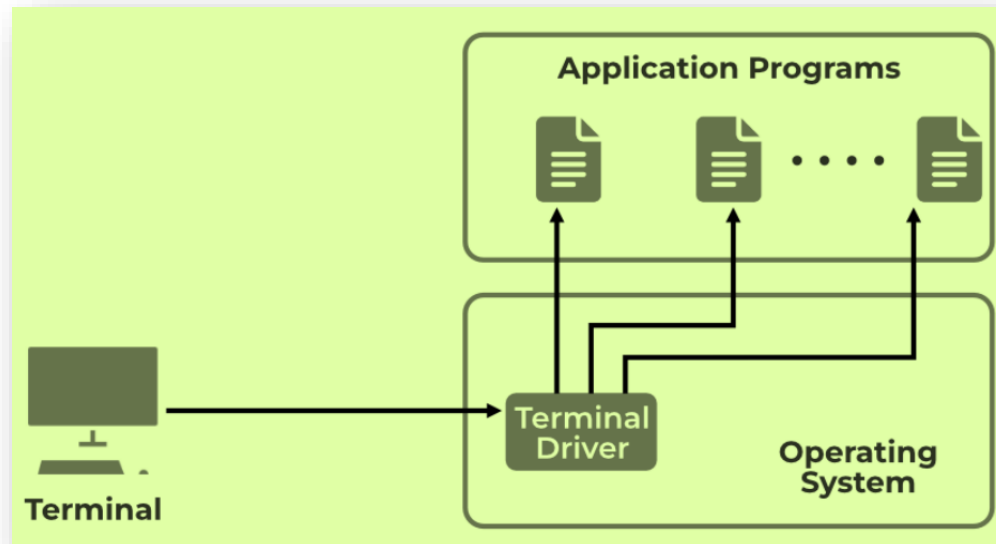 Application Programs
Terminal
Driver
Operating
System
Terminal